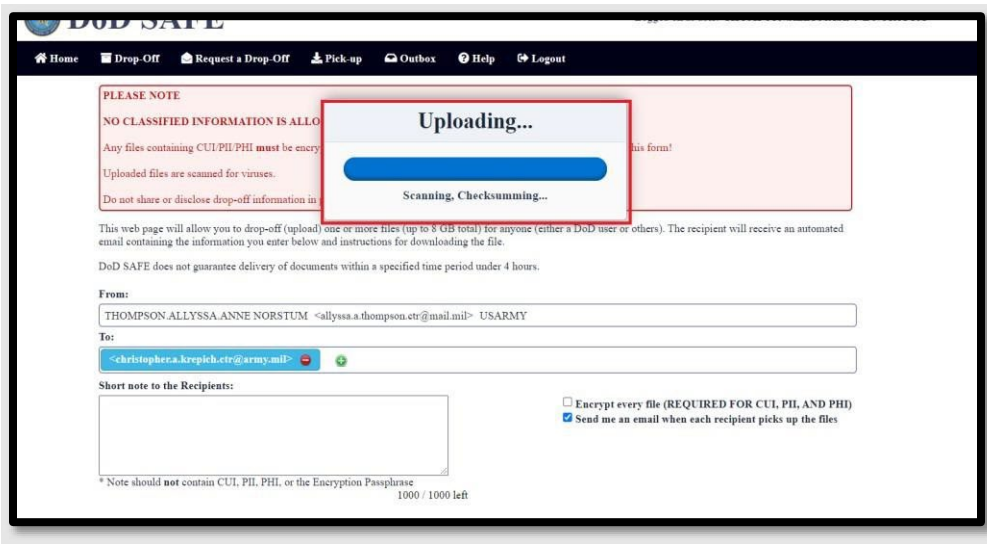 DoD SAFE
Home Drop-Off Request a Drop-Off Pick-up Outbox Help Logout
PLEASE NOTE
NO CLASSIFIED INFORMATION IS ALLO
Any files containing CUI/PII/PHI must be encry
his form!
Uploaded files are scanned for viruses.
Do not share or disclose drop-off information in
Uploading...
Scanning, Checksumming...
This web page will allow you to drop-off (upload) one or more files (up to 8 GB total) for anyone (either a DoD user or others). The recipient will receive an automated
email containing the information you enter below and instructions for downloading the file.
DoD SAFE does not guarantee delivery of documents within a specified time period under 4 hours.
From:
THOMPSON.ALLYSSA.ANNE NORSTUM <allyssa.a.thompson.ctr@mail.mil> USARMY
To:
<christopher.a.krepich.ctr@army.mil>
Short note to the Recipients:
Encrypt every file (REQUIRED FOR CUI, PII, AND PHI)
Send me an email when each recipient picks up the files
* Note should not contain CUI, PII, PHI, or the Encryption Passphrase
1000 / 1000 left